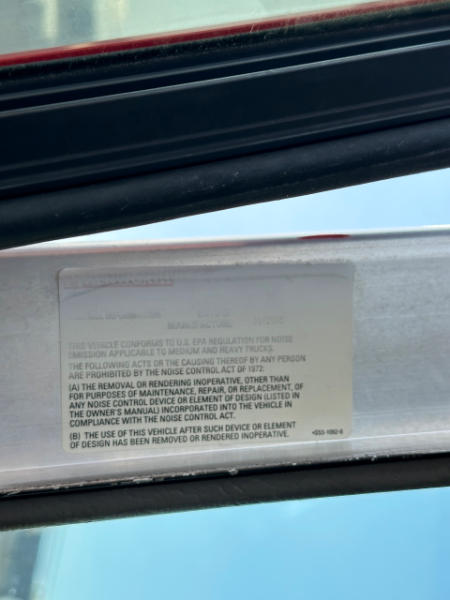 INFORMATION
MANUFACTURE
THIS VEHICLE CONFORMS TO U.S. EPA REGULATION FOR NOISE
EMISSION APPLICABLE TO MEDIUM AND HEAVY TRUCKS.
THE FOLLOWING ACTS OR THE CAUSING THEREOF BY ANY PERSON
ARE PROHIBITED BY THE NOISE CONTROL ACT OF 1972:
(A) THE REMOVAL OR RENDERING INOPERATIVE, OTHER THAN
FOR PURPOSES OF MAINTENANCE, REPAIR, OR REPLACEMENT, OF
ANY NOISE CONTROL DEVICE OR ELEMENT OF DESIGN (LISTED IN
THE OWNER'S MANUAL) INCORPORATED INTO THE VEHICLE IN
COMPLIANCE WITH THE NOISE CONTROL ACT.
(B) THE USE OF THIS VEHICLE AFTER SUCH DEVICE OR ELEMENT
OF DESIGN HAS BEEN REMOVED OR RENDERED INOPERATIVE.